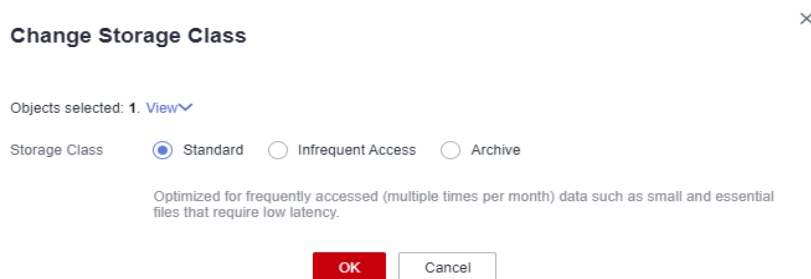 Change Storage Class
Objects selected: 1. View
Storage Class Standard Infrequent Access Archive
Optimized for frequently accessed (multiple times per month) data such as small and essential
files that require low latency.
OK Cancel